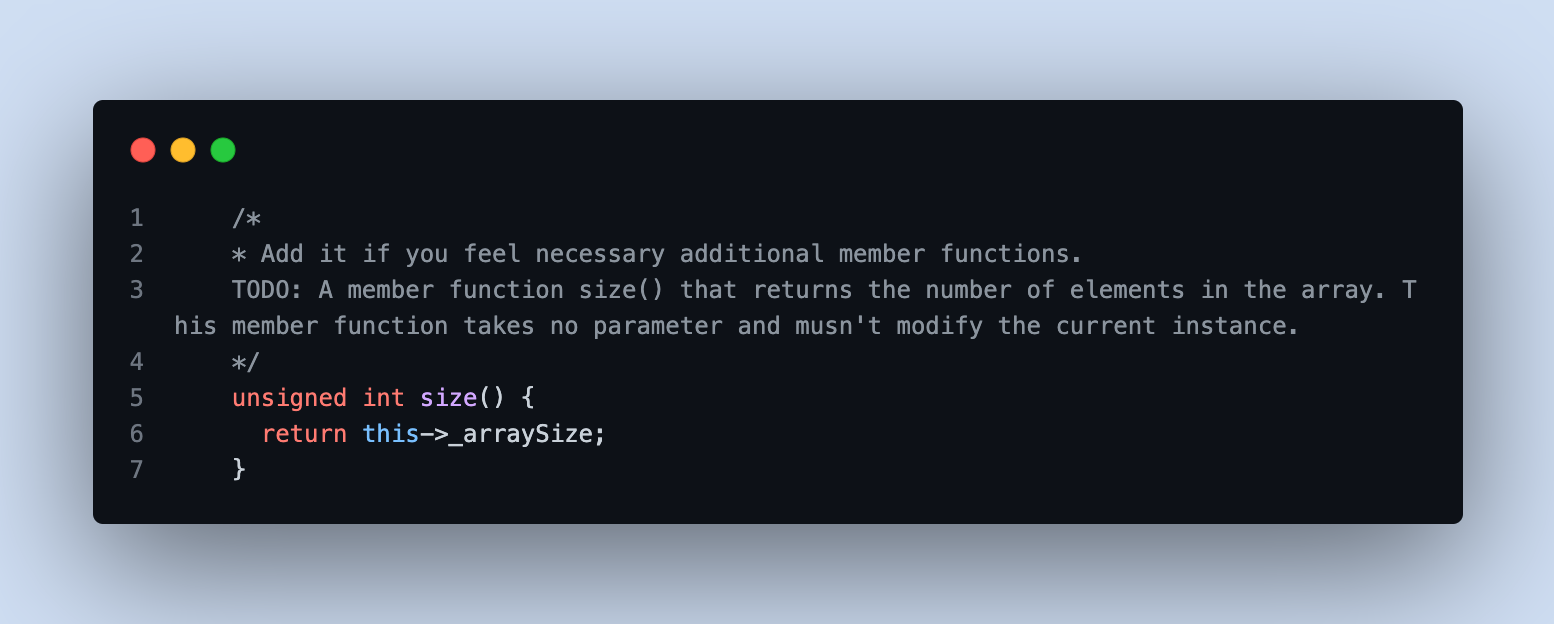 1 /*
2 * Add it if you feel necessary additional member functions.
3 TODO: A member function size() that returns the number of elements in the array. T
his member function takes no parameter and musn't modify the current instance.
4 */
5 unsigned int size() {
6 return this->_arraySize;
7 }